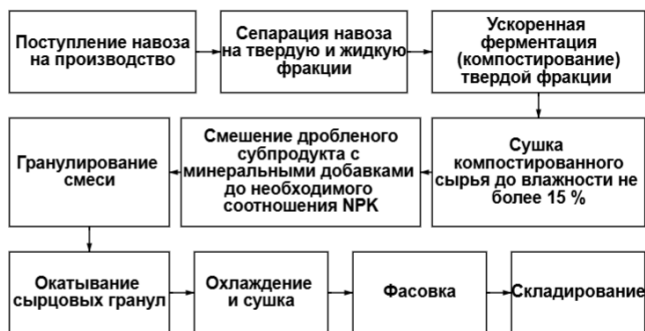 Поступление навоза
на производство
Сепарация навоза
на твердую и жидкую
фракции
Ускоренная
ферментация
(компостирование)
твердой фракции
Гранулирование
смеси
Смешение дробленого
субпродукта с
минеральными добавками
до необходимого
соотношения NPK
Сушка
компостированного
сырья до влажности не
более 15 %
Окатывание
сырцовых гранул
Охлаждение
и сушка
Фасовка
Складирование